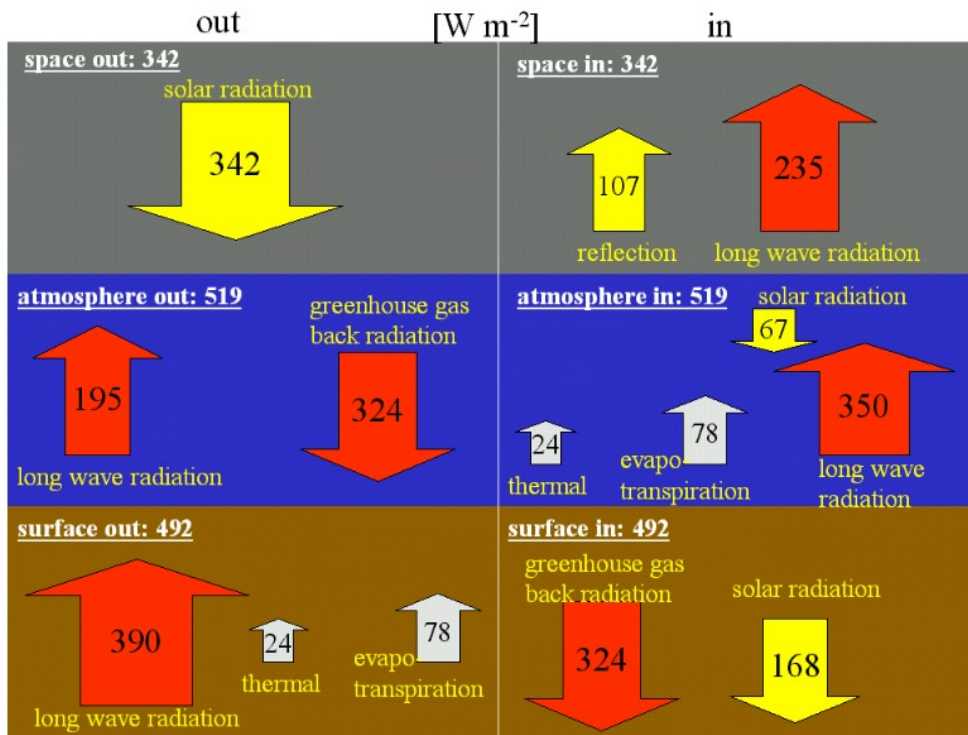 out [W m-2] in
space out: 342
solar radiation
342
space in: 342
107
235
reflection
long wave radiation
atmosphere out: 519
greenhouse gas
back radiation
195
324
long wave radiation
atmosphere in: 519
solar radiation
67
350
24
78
thermal
evapo-
transpiration
long wave
radiation
surface out: 492
390
24
78
thermal
evapo-
transpiration
long wave radiation
surface in: 492
greenhouse gas
back radiation
solar radiation
324
168